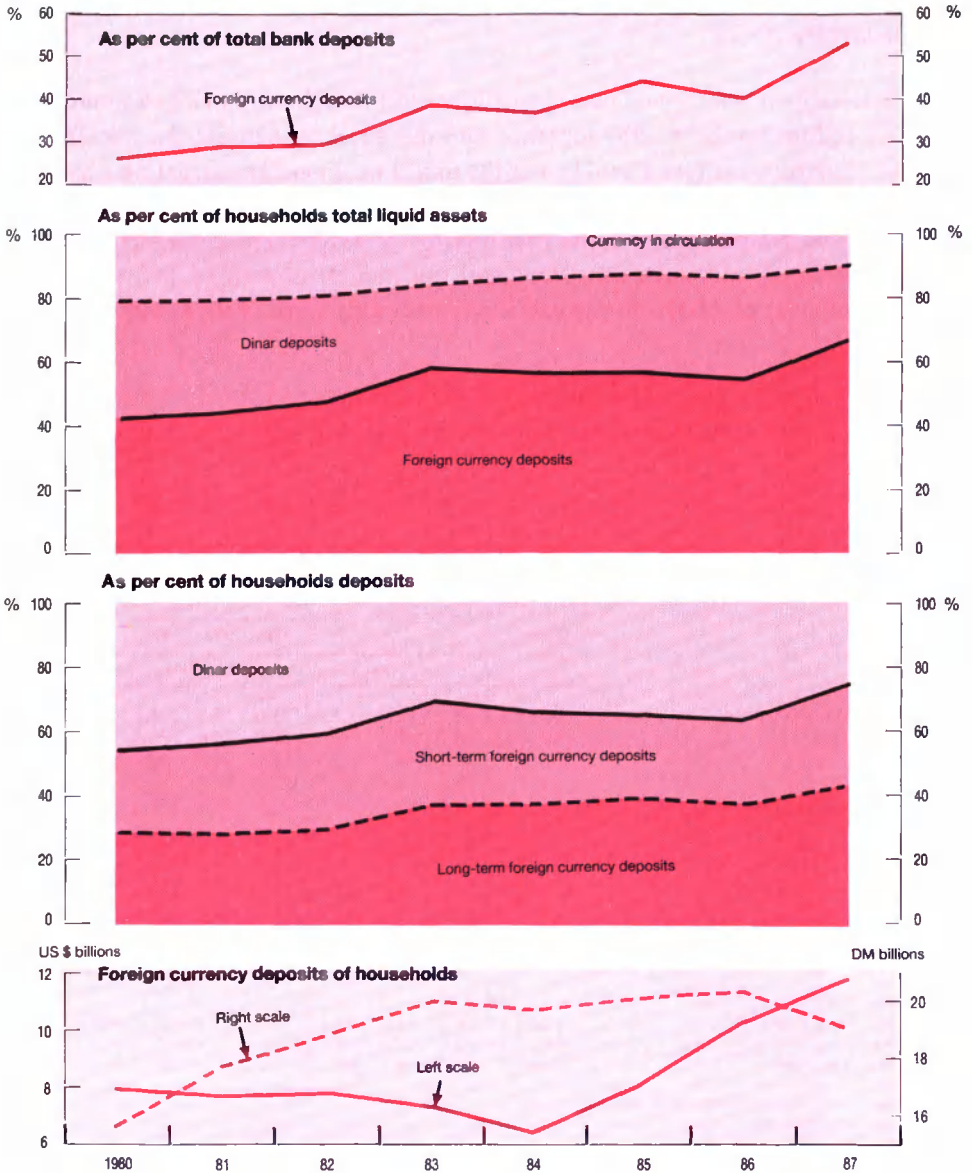 % 60 60 %
As per cent of total bank deposits
50 50
40 Foreign currency deposits 40
30 30
20 20
As per cent of households total liquid assets
% 100 100 %
Currency in circulation
80 80
Dinar deposits
60 60
40 40
Foreign currency deposits
20 20
0 0
As per cent of households deposits
% 100 100 %
80 80
Dinar deposits
60 60
Short-term foreign currency deposits
40 40
20 20
Long-term foreign currency deposits
0 0
US $ billions DM billions
12 Foreign currency deposits of households
20
Right scale
10
18
Left scale
8
16
6
1980 81 82 83 84 85 86 87